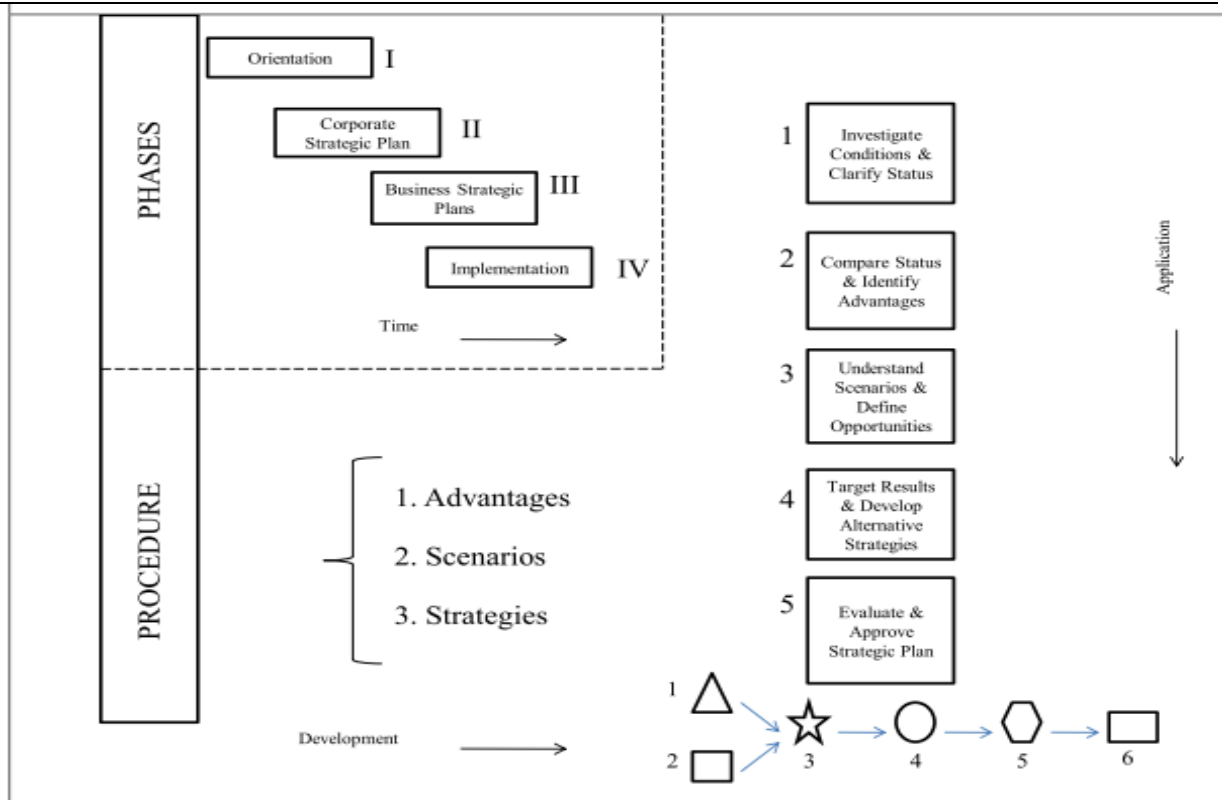 PHASES
Orientation
I
Corporate
Strategic Plan
II
Business Strategic
Plans
III
Implementation
IV
Time
PROCEDURE
1. Advantages
2. Scenarios
3. Strategies
Development
1
Investigate
Conditions &
Clarify Status
2
Compare Status
& Identify
Advantages
3
Understand
Scenarios &
Define
Opportunities
4
Target Results
& Develop
Alternative
Strategies
5
Evaluate &
Approve
Strategic Plan
Application
1
2
3
4
5
6